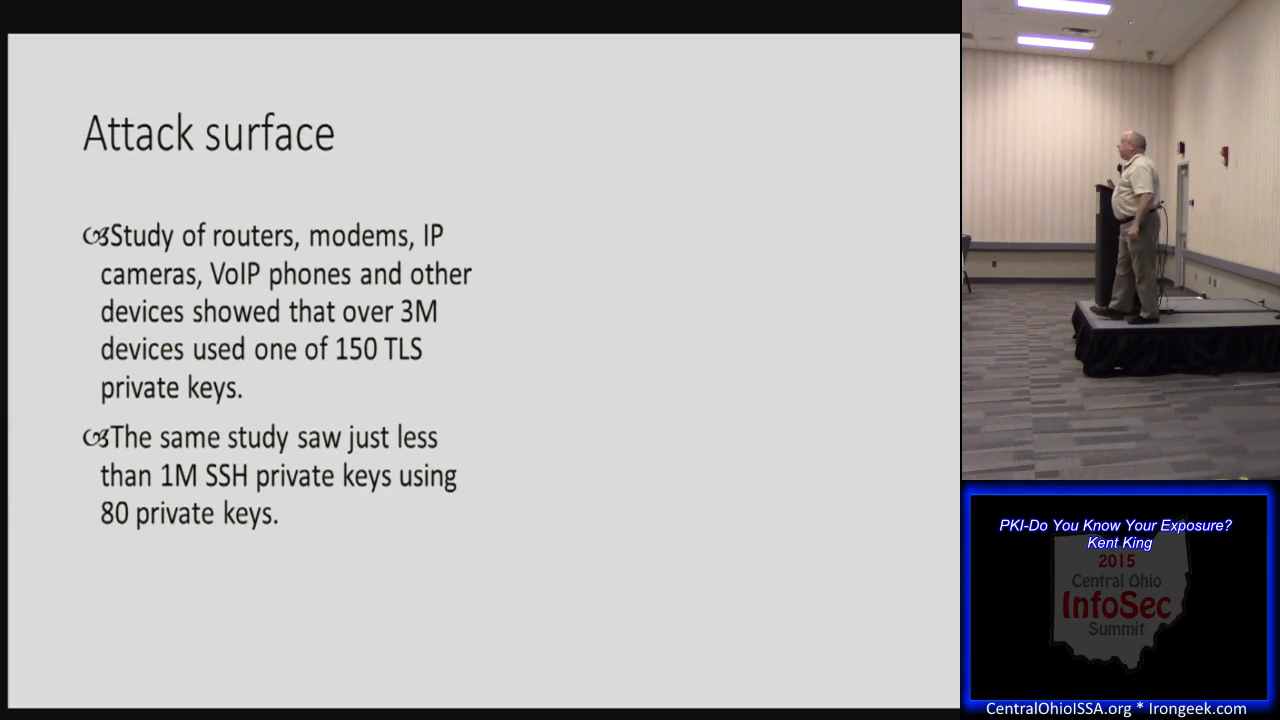 Attack surface
Study of routers, modems, IP
cameras, VoIP phones and other
devices showed that over 3M
devices used one of 150 TLS
private keys.
The same study saw just less
than 1M SSH private keys using
80 private keys.
PKI-Do You Know Your Exposure?
Kent King
2015
Central Ohio
InfoSec
Summit
CentralOhioISSA.org * Irongeek.com